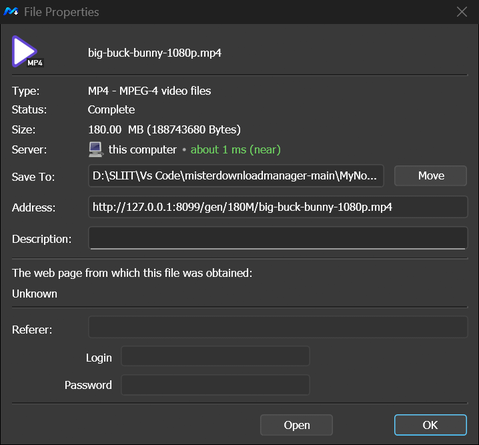 File Properties
MP4
big-buck-bunny-1080p.mp4
Type: MP4 - MPEG-4 video files
Status: Complete
Size: 180.00 MB (188743680 Bytes)
Server: this computer • about 1 ms (near)
Save To: D:\SLIIT\Vs Code\misterdownloadmanager-main\MyNo... Move
Address: http://127.0.0.1:8099/gen/180M/big-buck-bunny-1080p.mp4
Description:
The web page from which this file was obtained:
Unknown
Referer:
Login
Password
Open OK